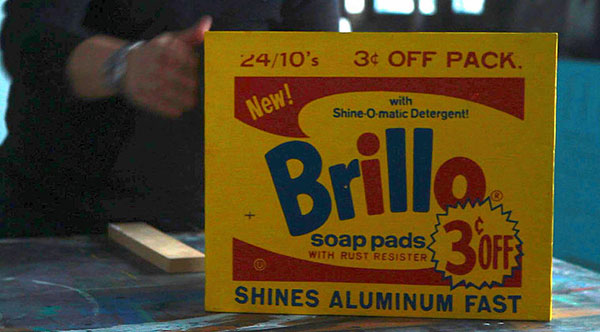 24/10's 3¢ OFF PACK.
New!
with
Shine-O-matic Detergent!
Brillo®
soap pads
WITH RUST RESISTER
3¢ OFF
SHINES ALUMINUM FAST